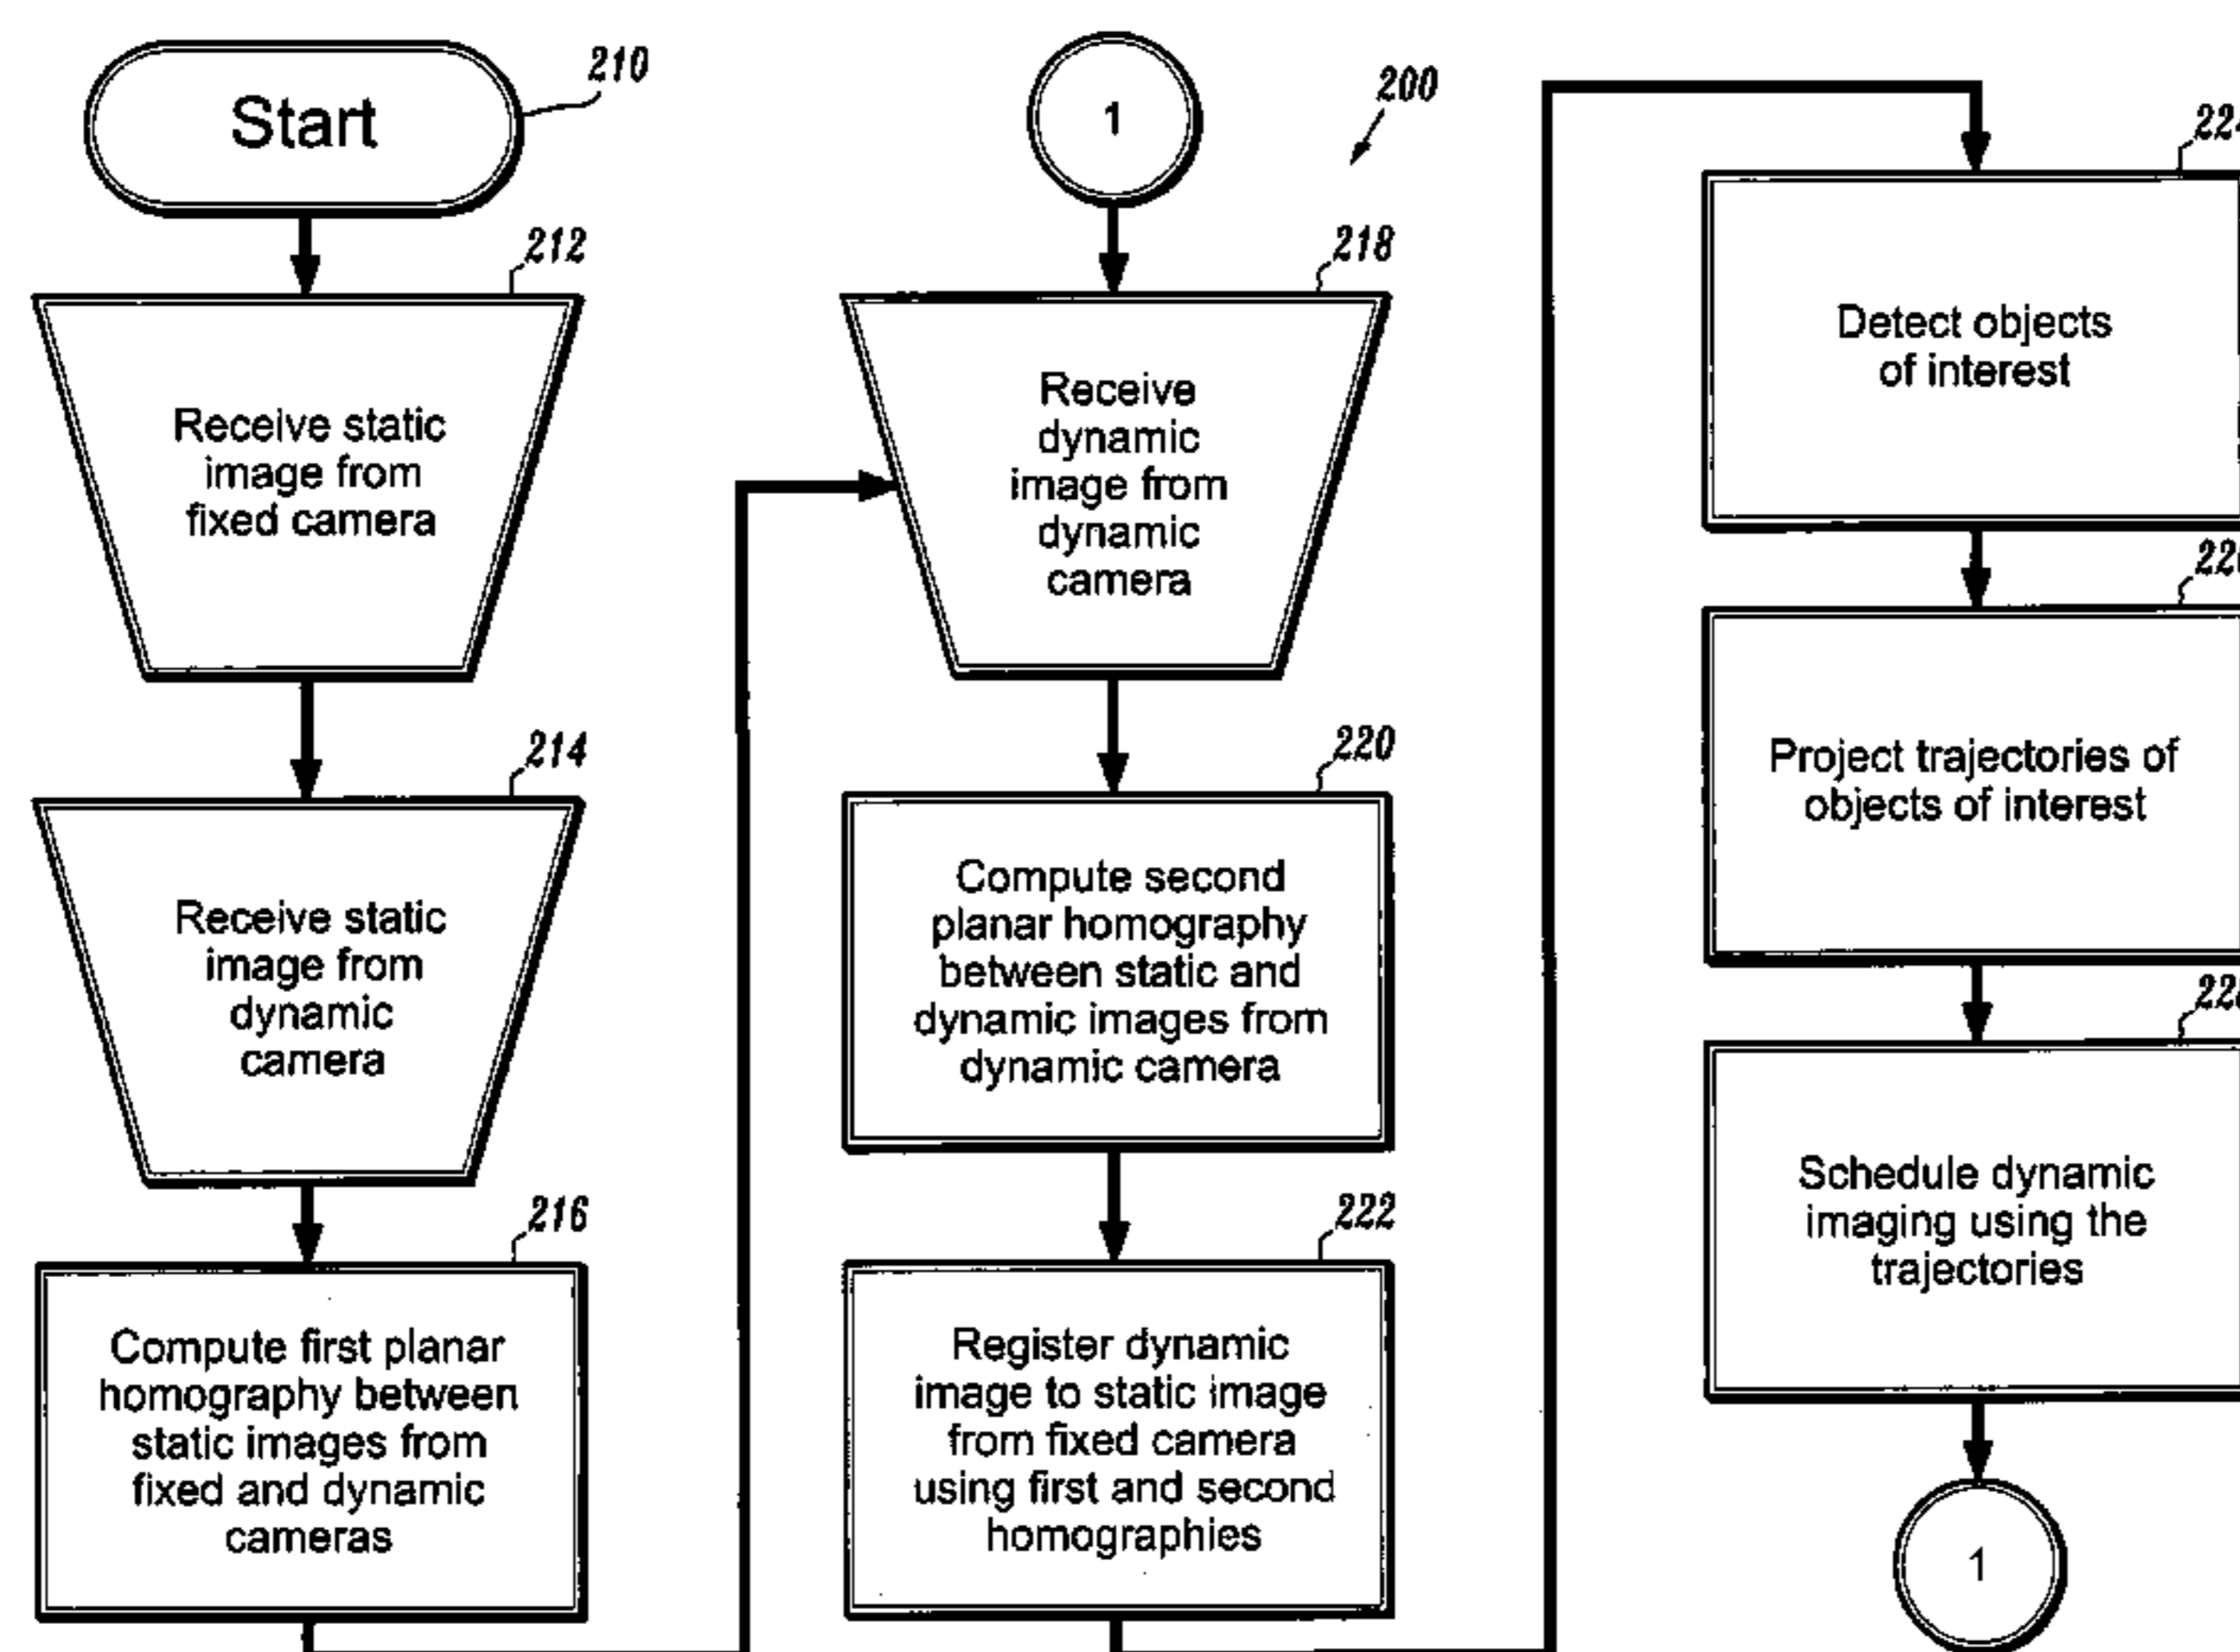 210
Start
212
Receive static
image from
fixed camera
214
Receive static
image from
dynamic
camera
216
Compute first planar
homography between
static images from
fixed and dynamic
cameras
1
200
218
Receive
dynamic
image from
dynamic
camera
220
Compute second
planar homography
between static and
dynamic images from
dynamic camera
222
Register dynamic
image to static image
from fixed camera
using first and second
homographies
Detect objects
of interest
Project trajectories of
objects of interest
Schedule dynamic
imaging using the
trajectories
1